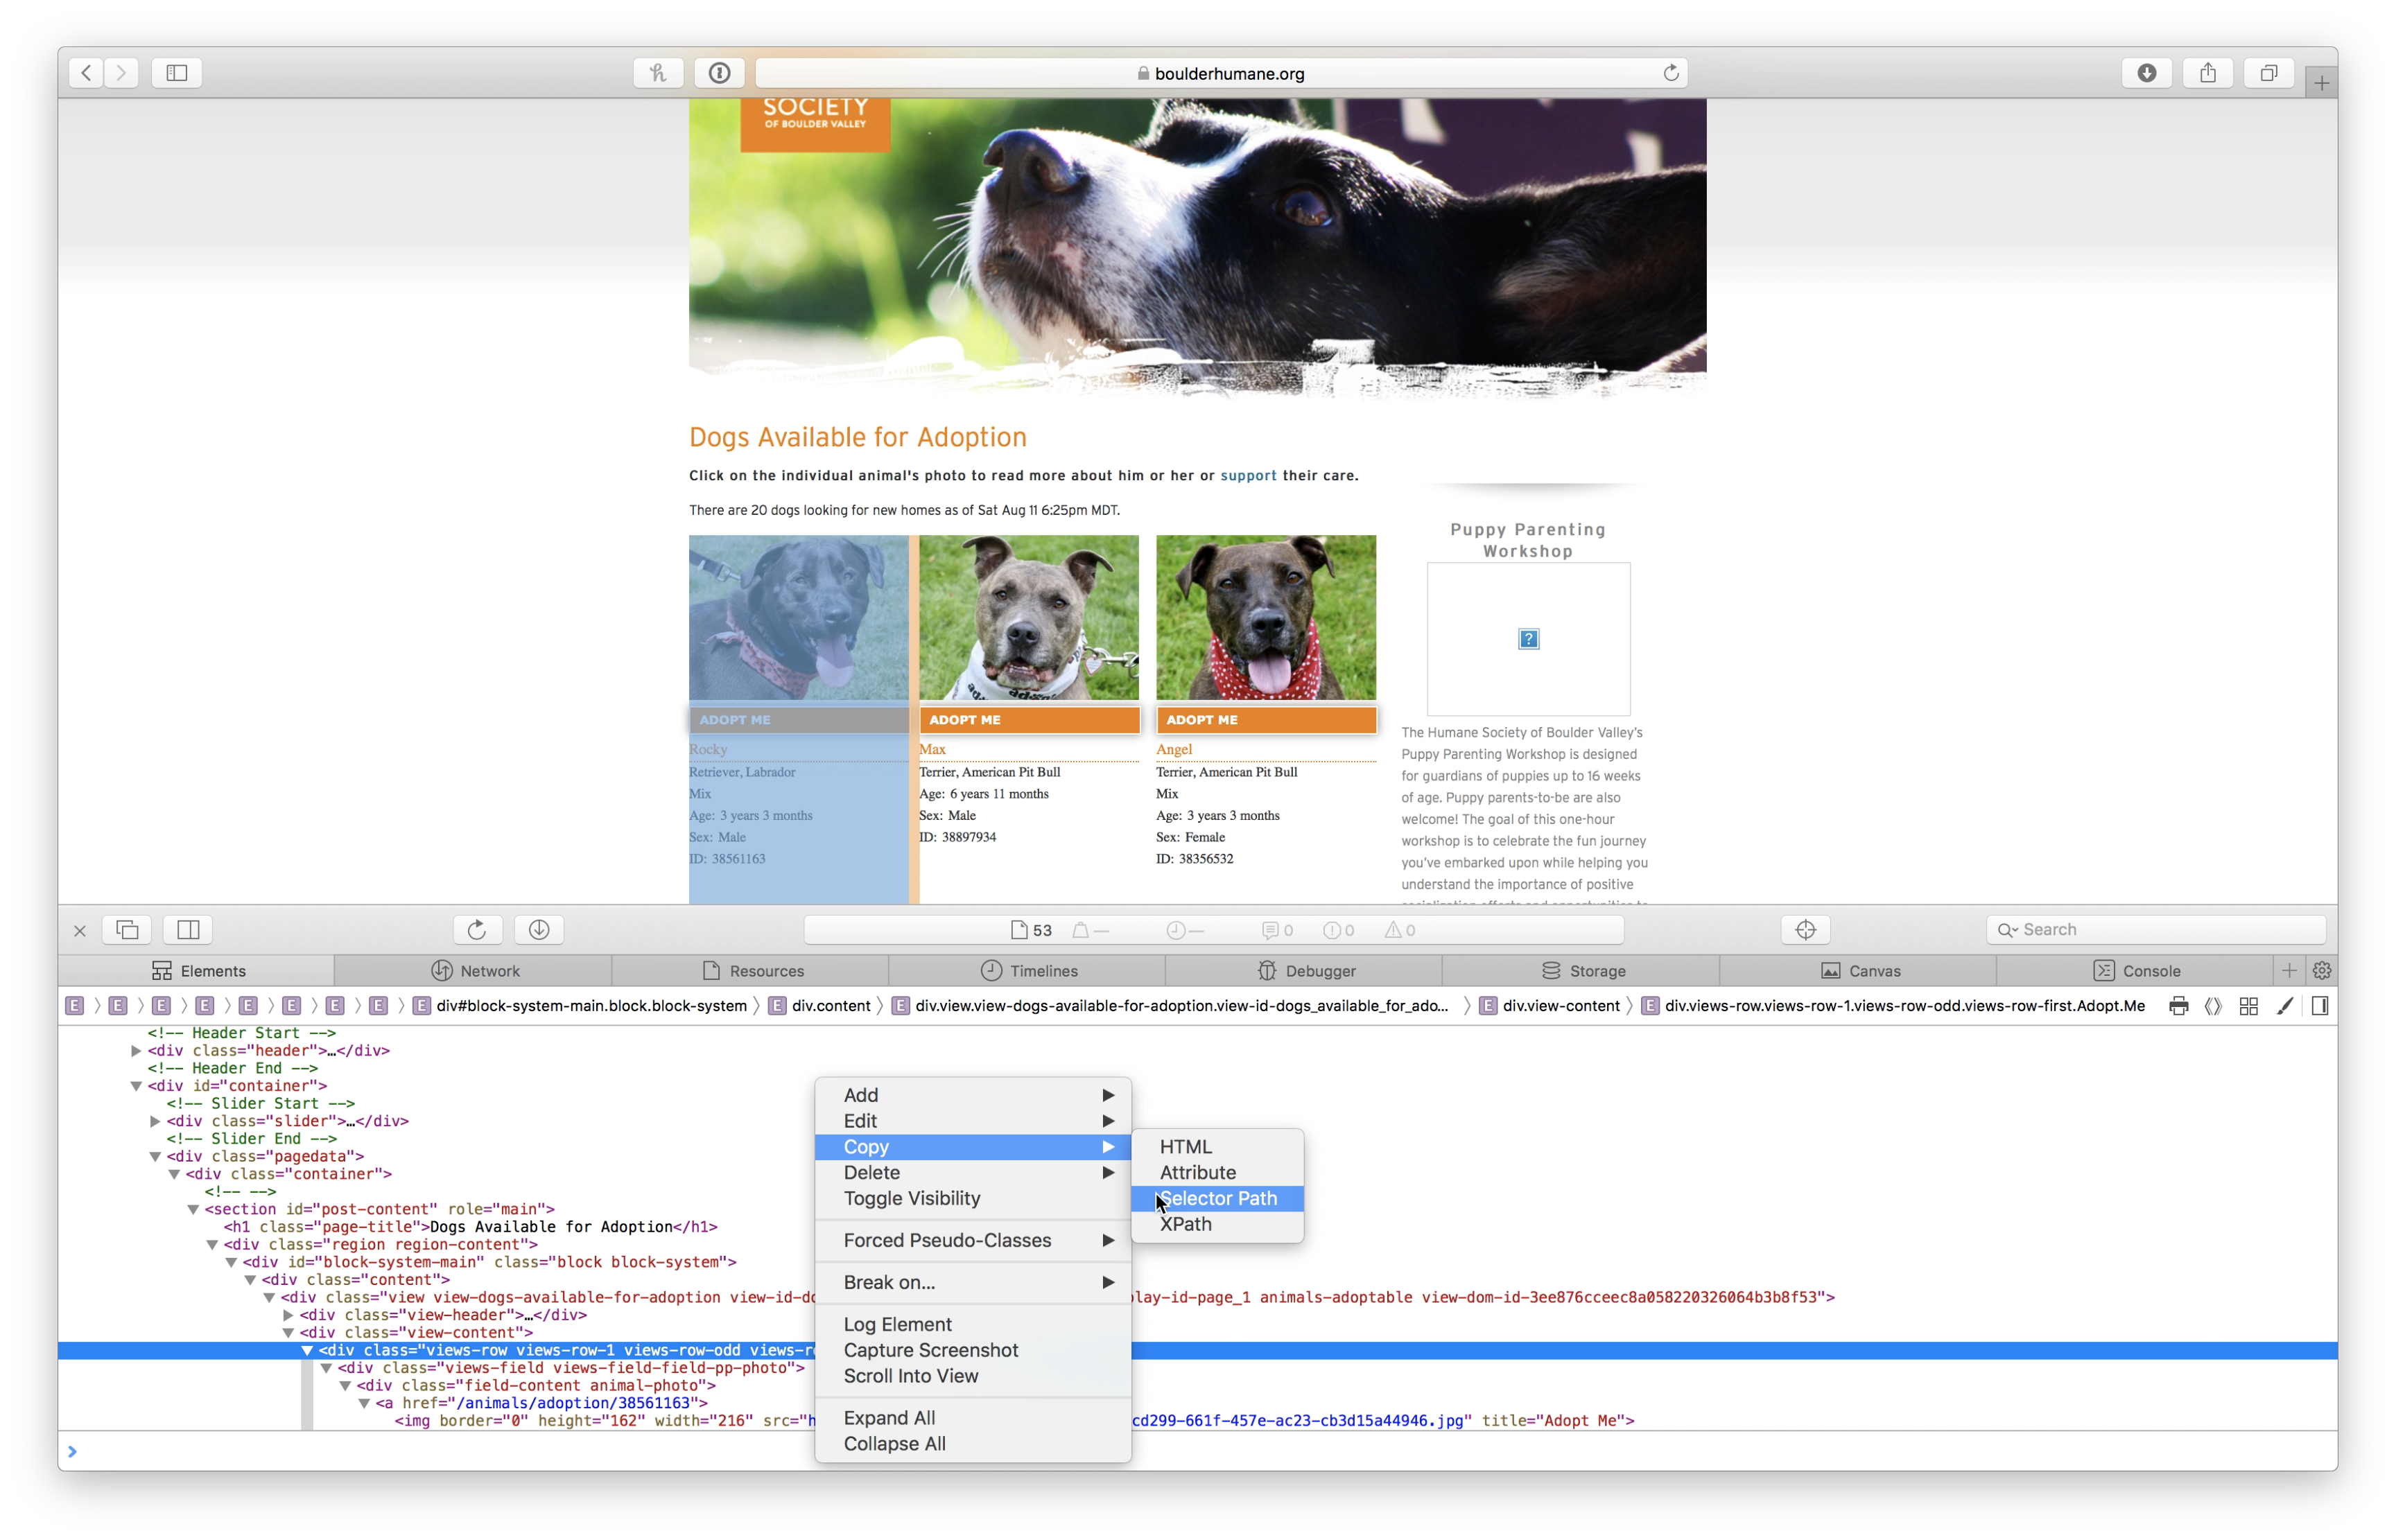 boulderhumane.org
SOCIETY
OF BOULDER VALLEY
Dogs Available for Adoption
Click on the individual animal's photo to read more about him or her or support their care.
There are 20 dogs looking for new homes as of Sat Aug 11 6:25pm MDT.
ADOPT ME
Rocky
Retriever, Labrador
Mix
Age: 3 years 3 months
Sex: Male
ID: 38561163
ADOPT ME
Max
Terrier, American Pit Bull
Age: 6 years 11 months
Sex: Male
ID: 38897934
ADOPT ME
Angel
Terrier, American Pit Bull
Mix
Age: 3 years 3 months
Sex: Female
ID: 38356532
Puppy Parenting
Workshop
?
The Humane Society of Boulder Valley's
Puppy Parenting Workshop is designed
for guardians of puppies up to 16 weeks
of age. Puppy parents-to-be are also
welcome! The goal of this one-hour
workshop is to celebrate the fun journey
you've embarked upon while helping you
understand the importance of positive
53 — — 0 0 0
Search
Elements Network Resources Timelines Debugger Storage Canvas Console
E E E E E E E E E div#block-system-main.block.block-system E div.content E div.view.view-dogs-available-for-adoption.view-id-dogs_available_for_ado... E div.view-content E div.views-row.views-row-1.views-row-odd.views-row-first.Adopt.Me
<!-- Header Start -->
<div class="header">…</div>
<!-- Header End -->
<div id="container">
<!-- Slider Start -->
<div class="slider">…</div>
<!-- Slider End -->
<div class="pagedata">
<div class="container">
<!-- -->
<section id="post-content" role="main">
<h1 class="page-title">Dogs Available for Adoption</h1>
<div class="region region-content">
<div id="block-system-main" class="block block-system">
<div class="content">
<div class="view view-dogs-available-for-adoption view-id-do lay-id-page_1 animals-adoptable view-dom-id-3ee876cceec8a058220326064b3b8f53">
<div class="view-header">…</div>
<div class="view-content">
<div class="views-row views-row-1 views-row-odd views-r
<div class="views-field views-field-field-pp-photo">
<div class="field-content animal-photo">
<a href="/animals/adoption/38561163">
<img border="0" height="162" width="216" src="h cd299-661f-457e-ac23-cb3d15a44946.jpg" title="Adopt Me">
Add
Edit
Copy
Delete
Toggle Visibility
Forced Pseudo-Classes
Break on...
Log Element
Capture Screenshot
Scroll Into View
Expand All
Collapse All
HTML
Attribute
Selector Path
XPath